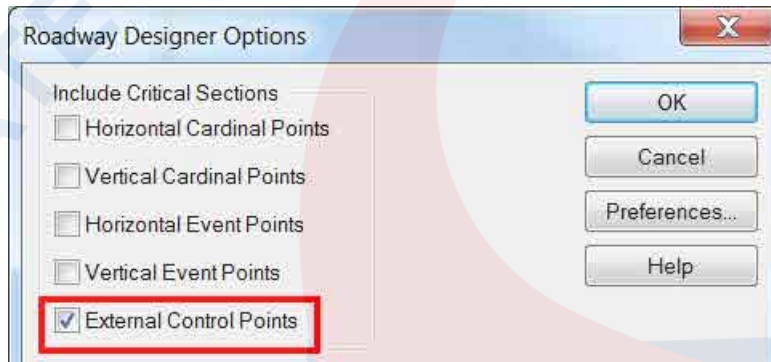 Roadway Designer Options
Include Critical Sections
Horizontal Cardinal Points
Vertical Cardinal Points
Horizontal Event Points
Vertical Event Points
External Control Points
OK
Cancel
Preferences...
Help